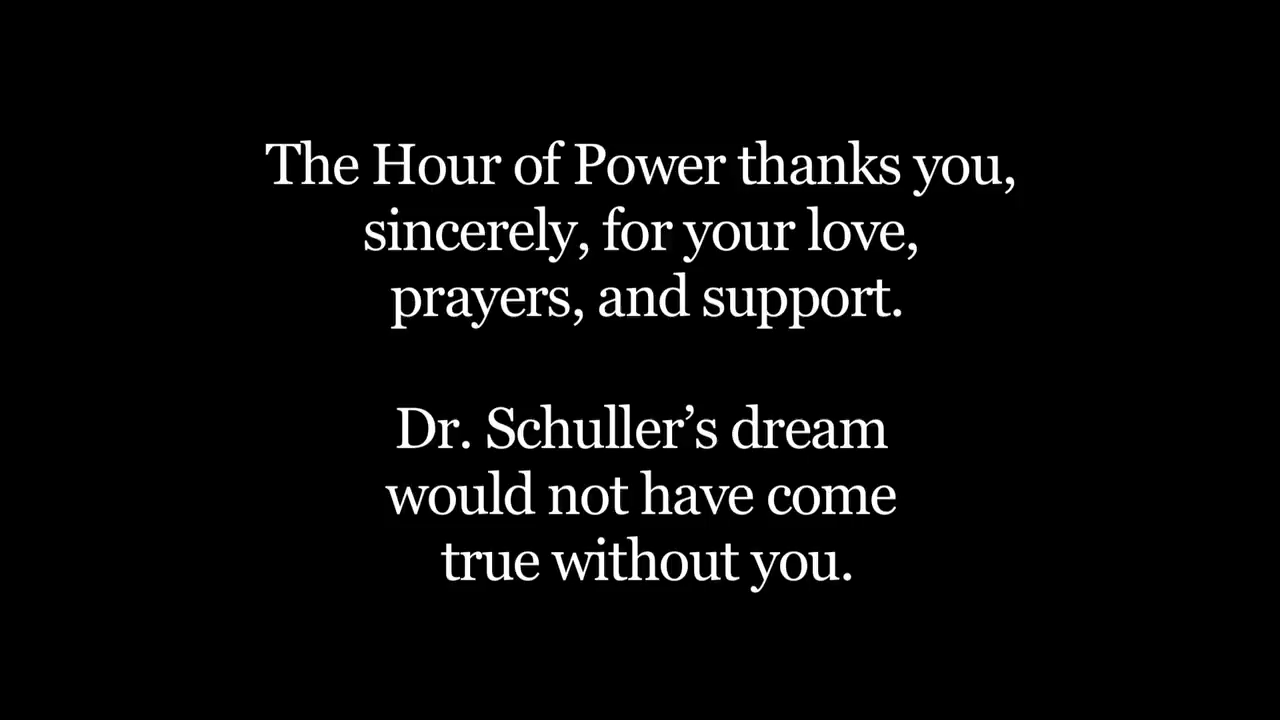 The Hour of Power thanks you,
sincerely, for your love,
prayers, and support.
Dr. Schuller’s dream
would not have come
true without you.